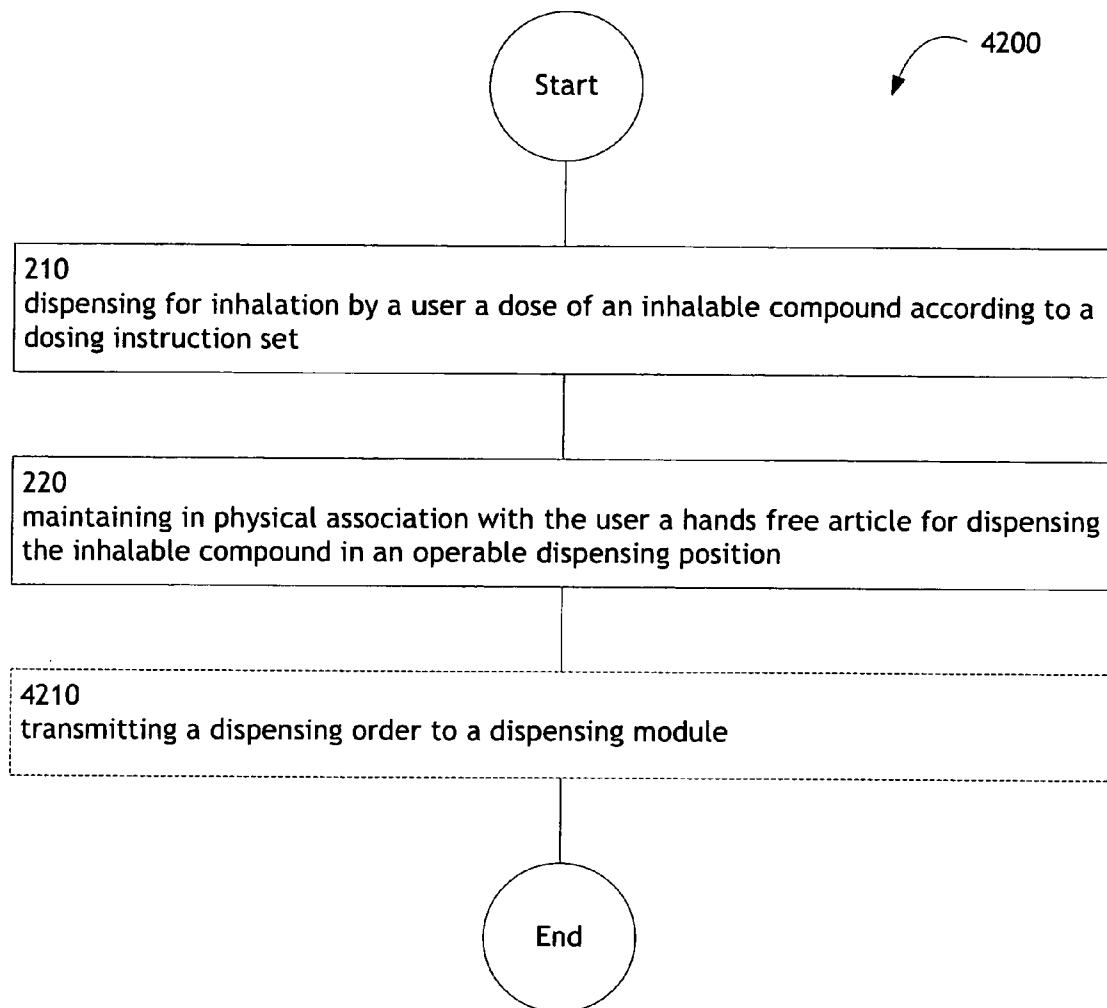 4200
Start
210
dispensing for inhalation by a user a dose of an inhalable compound according to a
dosing instruction set
220
maintaining in physical association with the user a hands free article for dispensing
the inhalable compound in an operable dispensing position
4210
transmitting a dispensing order to a dispensing module
End